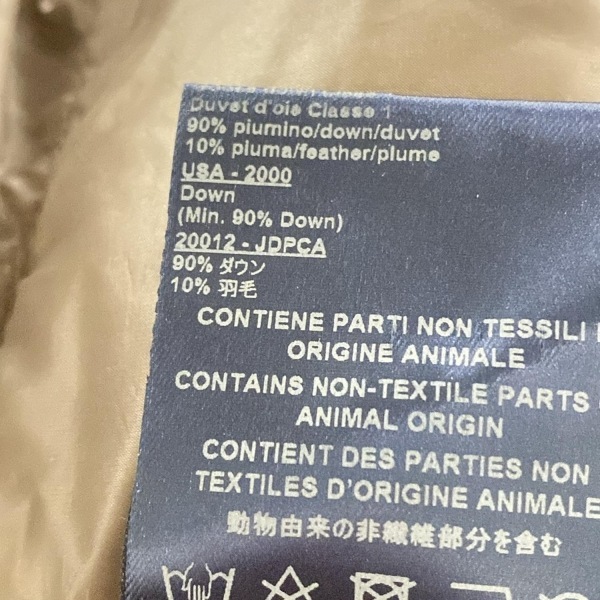 Duvet d'oie Classe 1
90% piumino/down/duvet
10% piuma/feather/plume
USA - 2000
Down
(Min. 90% Down)
20012 - JDPCA
90% ダウン
10% 羽毛
CONTIENE PARTI NON TESSILI
ORIGINE ANIMALE
CONTAINS NON-TEXTILE PARTS
ANIMAL ORIGIN
CONTIENT DES PARTIES NON
TEXTILES D'ORIGINE ANIMALE
動物由来の非繊維部分を含む